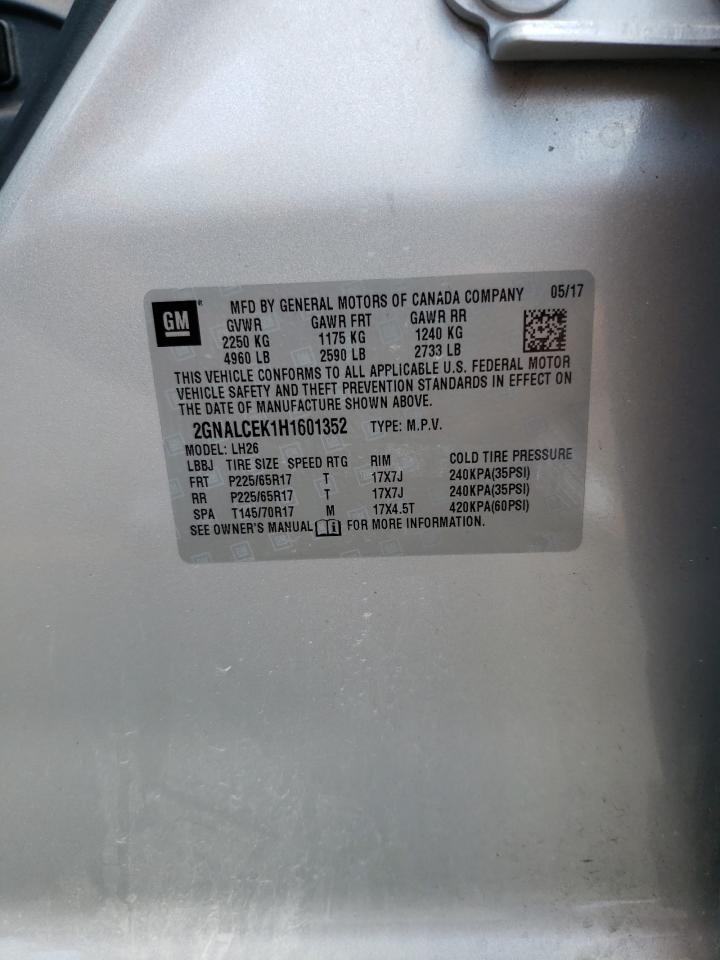 GM ® MFD BY GENERAL MOTORS OF CANADA COMPANY 05/17
GVWR GAWR FRT GAWR RR
2250 KG 1175 KG 1240 KG
4960 LB 2590 LB 2733 LB
THIS VEHICLE CONFORMS TO ALL APPLICABLE U.S. FEDERAL MOTOR
VEHICLE SAFETY AND THEFT PREVENTION STANDARDS IN EFFECT ON
THE DATE OF MANUFACTURE SHOWN ABOVE.
2GNALCEK1H1601352 TYPE: M.P.V.
MODEL: LH26
LBBJ TIRE SIZE SPEED RTG RIM COLD TIRE PRESSURE
FRT P225/65R17 T 17X7J 240KPA(35PSI)
RR P225/65R17 T 17X7J 240KPA(35PSI)
SPA T145/70R17 M 17X4.5T 420KPA(60PSI)
SEE OWNER'S MANUAL i FOR MORE INFORMATION.